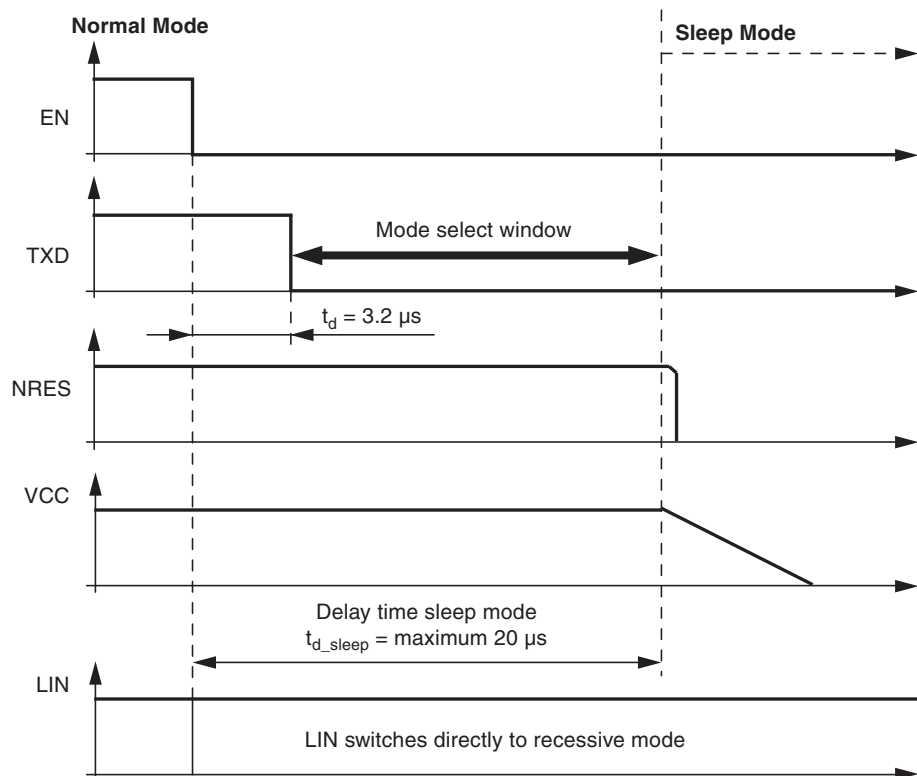 Normal Mode
Sleep Mode
EN
TXD
Mode select window
t_d = 3.2 µs
NRES
VCC
Delay time sleep mode
t_d_sleep = maximum 20 µs
LIN
LIN switches directly to recessive mode